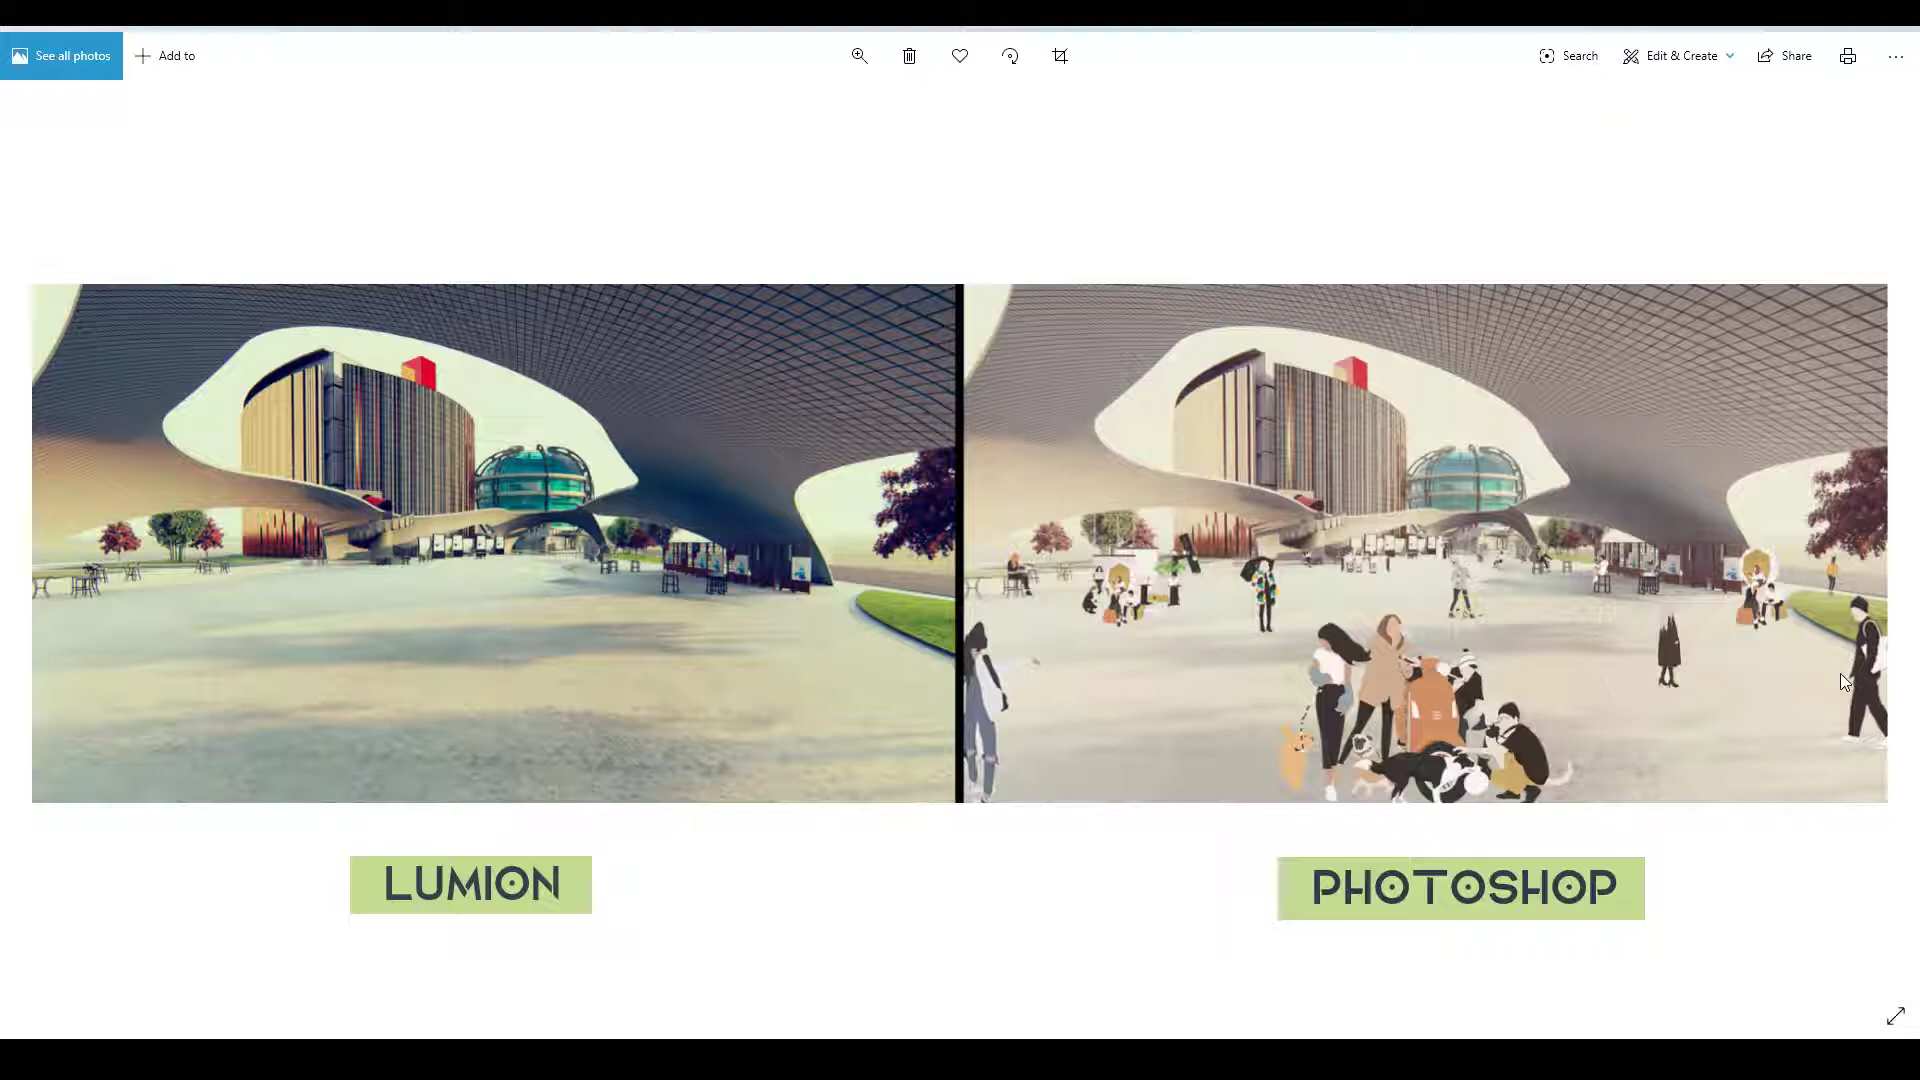 See all photos
Add to
Search
Edit & Create
Share
LUMION
PHOTOSHOP